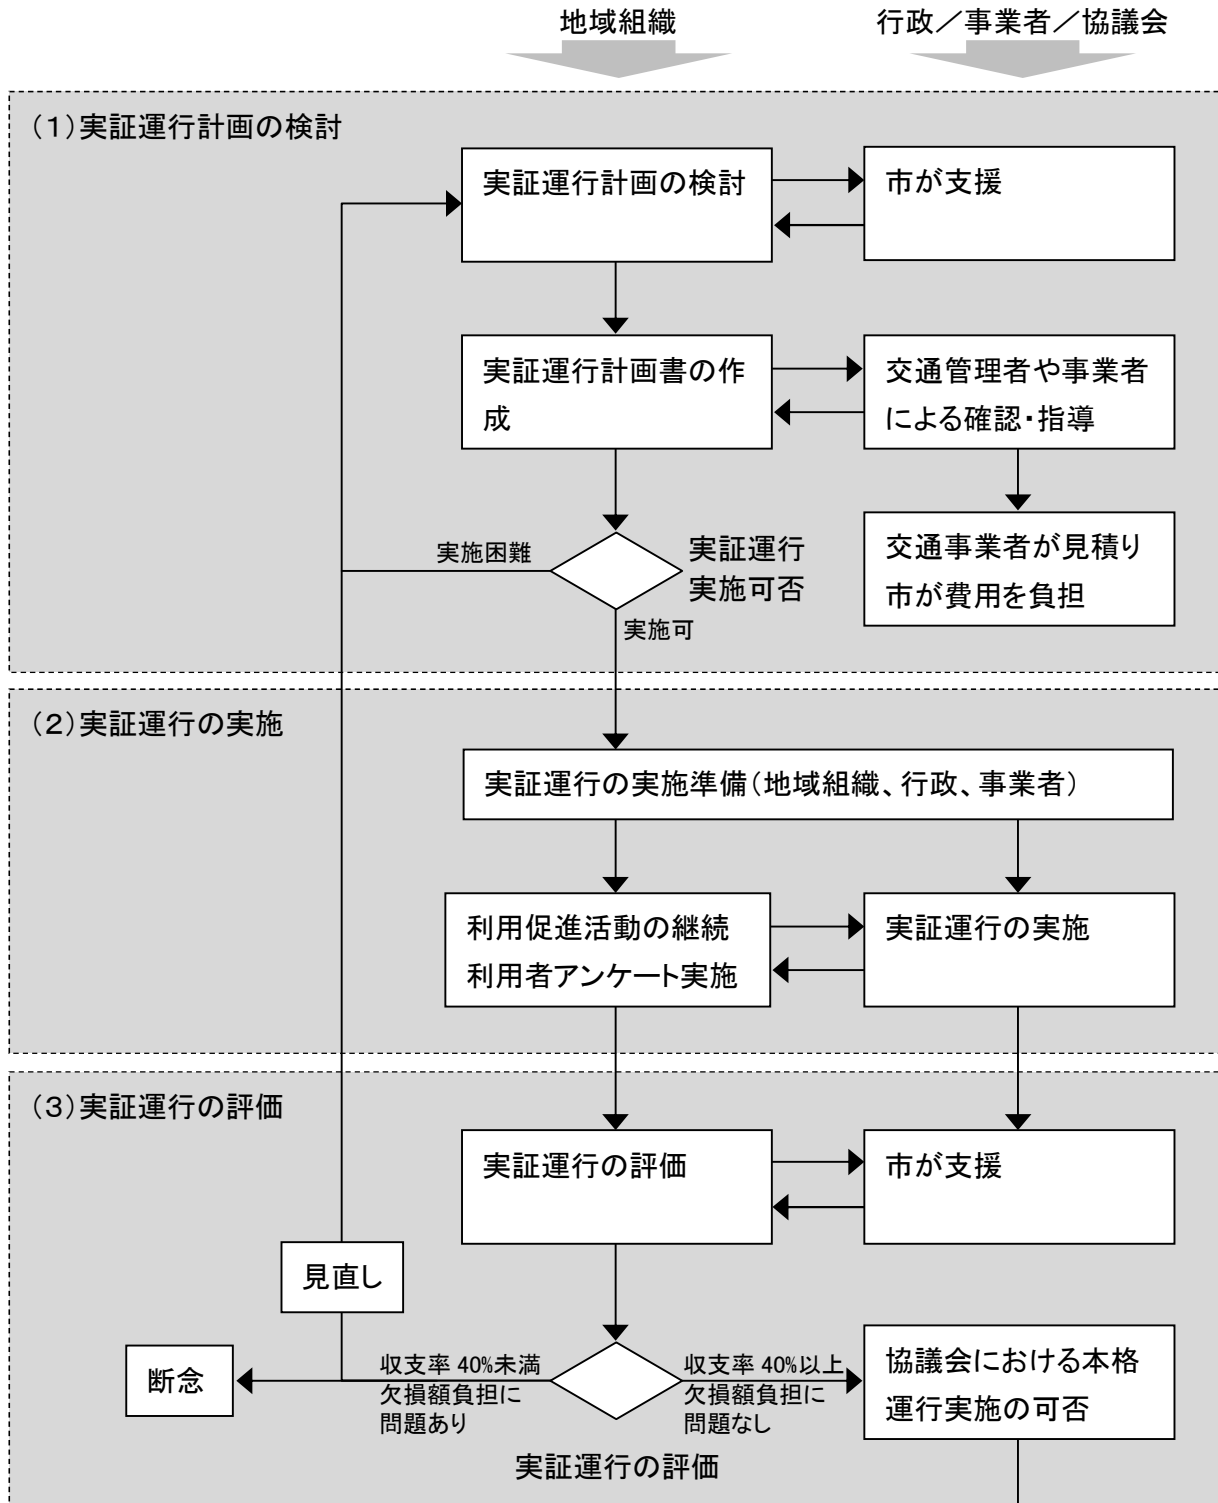 地域組織
行政／事業者／協議会
（1）実証運行計画の検討
実証運行計画の検討
市が支援
実証運行計画書の作
成
交通管理者や事業者
による確認・指導
実施困難
実証運行
実施可否
交通事業者が見積り
市が費用を負担
実施可
（2）実証運行の実施
実証運行の実施準備（地域組織、行政、事業者）
利用促進活動の継続
利用者アンケート実施
実証運行の実施
（3）実証運行の評価
実証運行の評価
市が支援
見直し
断念
収支率 40%未満
欠損額負担に
問題あり
収支率 40%以上
欠損額負担に
問題なし
協議会における本格
運行実施の可否
実証運行の評価